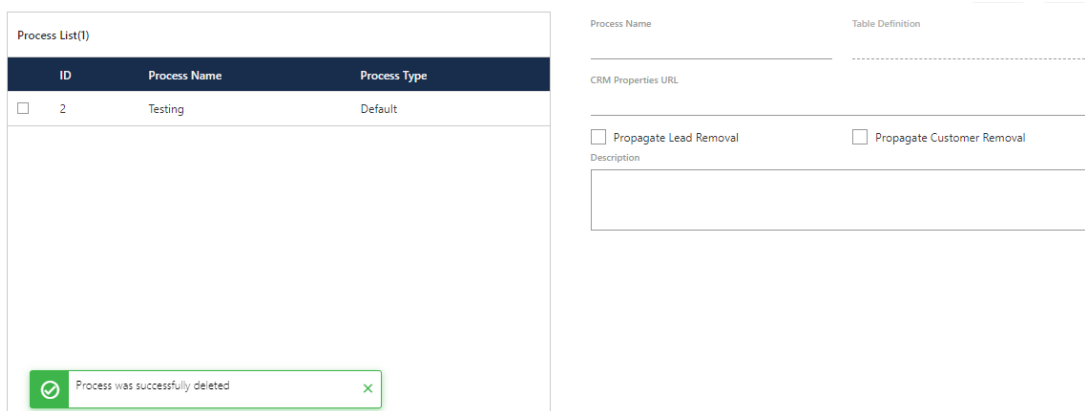 Process List(1)
ID Process Name Process Type
2 Testing Default
Process was successfully deleted
Process Name Table Definition
CRM Properties URL
Propagate Lead Removal Propagate Customer Removal
Description